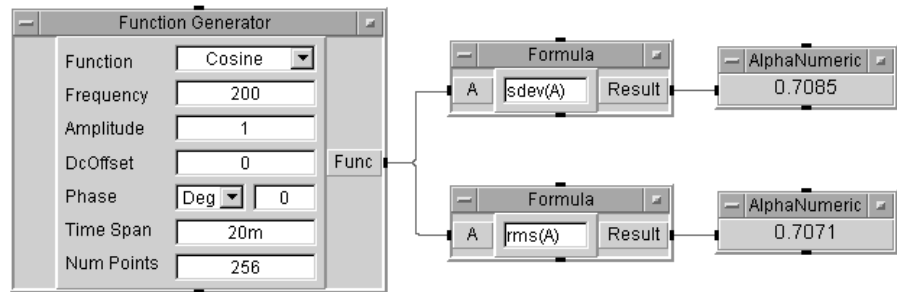 Function Generator
Function Cosine
Frequency 200
Amplitude 1
DcOffset 0
Phase Deg 0
Time Span 20m
Num Points 256
Func
Formula
A sdev(A) Result
AlphaNumeric
0.7085
Formula
A rms(A) Result
AlphaNumeric
0.7071